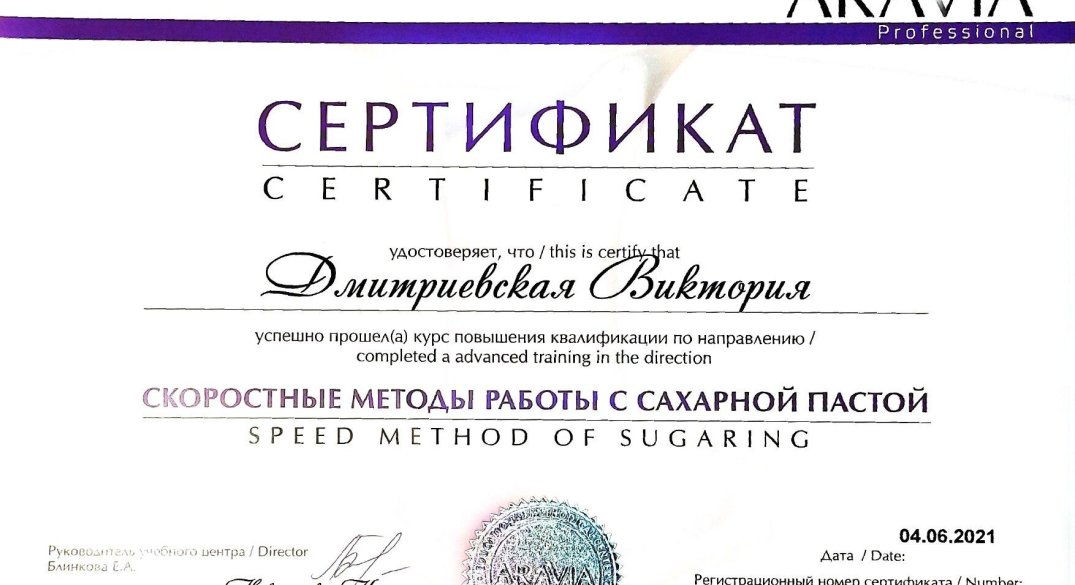 ARAVIA
Professional
СЕРТИФИКАТ
CERTIFICATE
удостоверяет, что / this is certify that
Дмитриевская Виктория
успешно прошел(а) курс повышения квалификации по направлению /
completed a advanced training in the direction
СКОРОСТНЫЕ МЕТОДЫ РАБОТЫ С САХАРНОЙ ПАСТОЙ
SPEED METHOD OF SUGARING
04.06.2021
Руководитель учебного центра / Director
Блинкова Е.А.
Дата / Date:
ARAVIA
Регистрационный номер сертификата / Number: